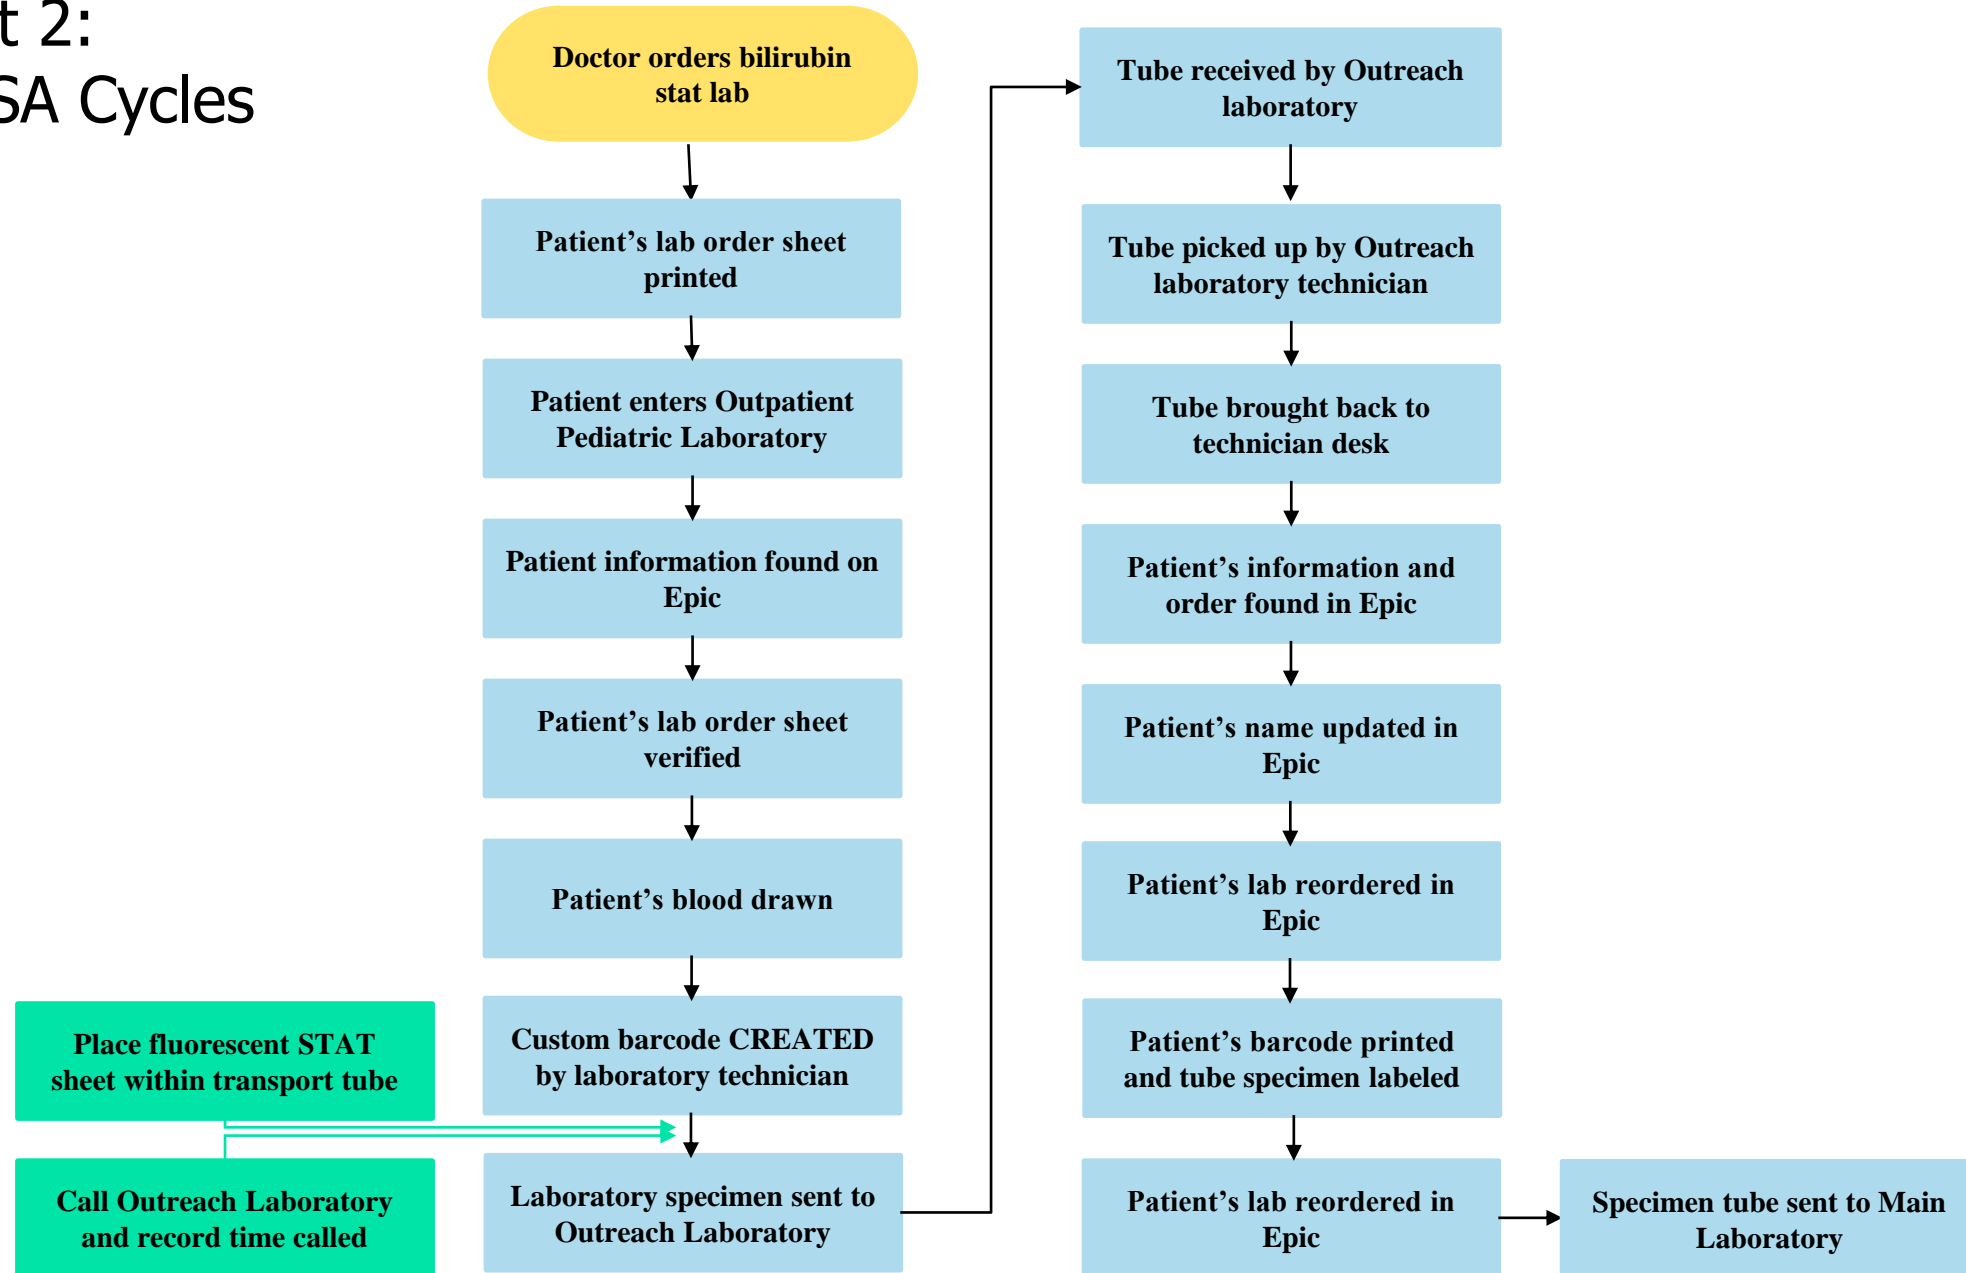 t 2:
SA Cycles
Doctor orders bilirubin
stat lab
Patient’s lab order sheet
printed
Patient enters Outpatient
Pediatric Laboratory
Patient information found on
Epic
Patient’s lab order sheet
verified
Patient’s blood drawn
Custom barcode CREATED
by laboratory technician
Place fluorescent STAT
sheet within transport tube
Call Outreach Laboratory
and record time called
Laboratory specimen sent to
Outreach Laboratory
Tube received by Outreach
laboratory
Tube picked up by Outreach
laboratory technician
Tube brought back to
technician desk
Patient’s information and
order found in Epic
Patient’s name updated in
Epic
Patient’s lab reordered in
Epic
Patient’s barcode printed
and tube specimen labeled
Patient’s lab reordered in
Epic
Specimen tube sent to Main
Laboratory